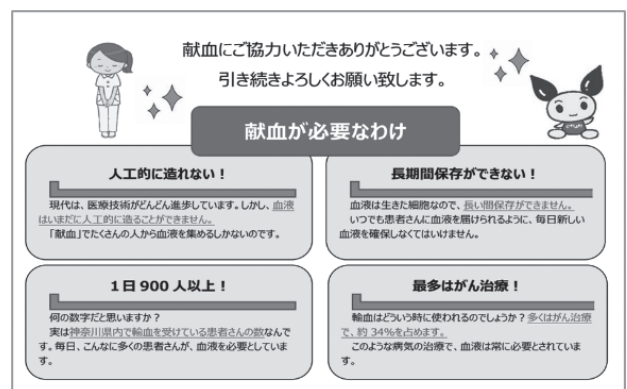 献血にご協力いただきありがとうございます。
引き続きよろしくお願い致します。
献血が必要なわけ
人工的に造れない!
現代は、医療技術がどんどん進歩しています。しかし、血液
はいまだに人工的に造ることができません。
「献血」でたくさんの人から血液を集めるしかないのです。
長期間保存ができない!
血液は生きた細胞なので、長い間保存ができません。
いつでも患者さんに血液を届けられるように、毎日新しい
血液を確保しなくてはいけません。
1日900人以上!
何の数字だと思いますか?
実は神奈川県内で輸血を受けている患者さんの数なんで
す。毎日、こんなに多くの患者さんが、血液を必要としていま
す。
最多はがん治療!
輸血はどういう時に使われるのでしょうか?多くはがん治療
で、約34%を占めます。
このような病気の治療で、血液は常に必要とされていま
す。